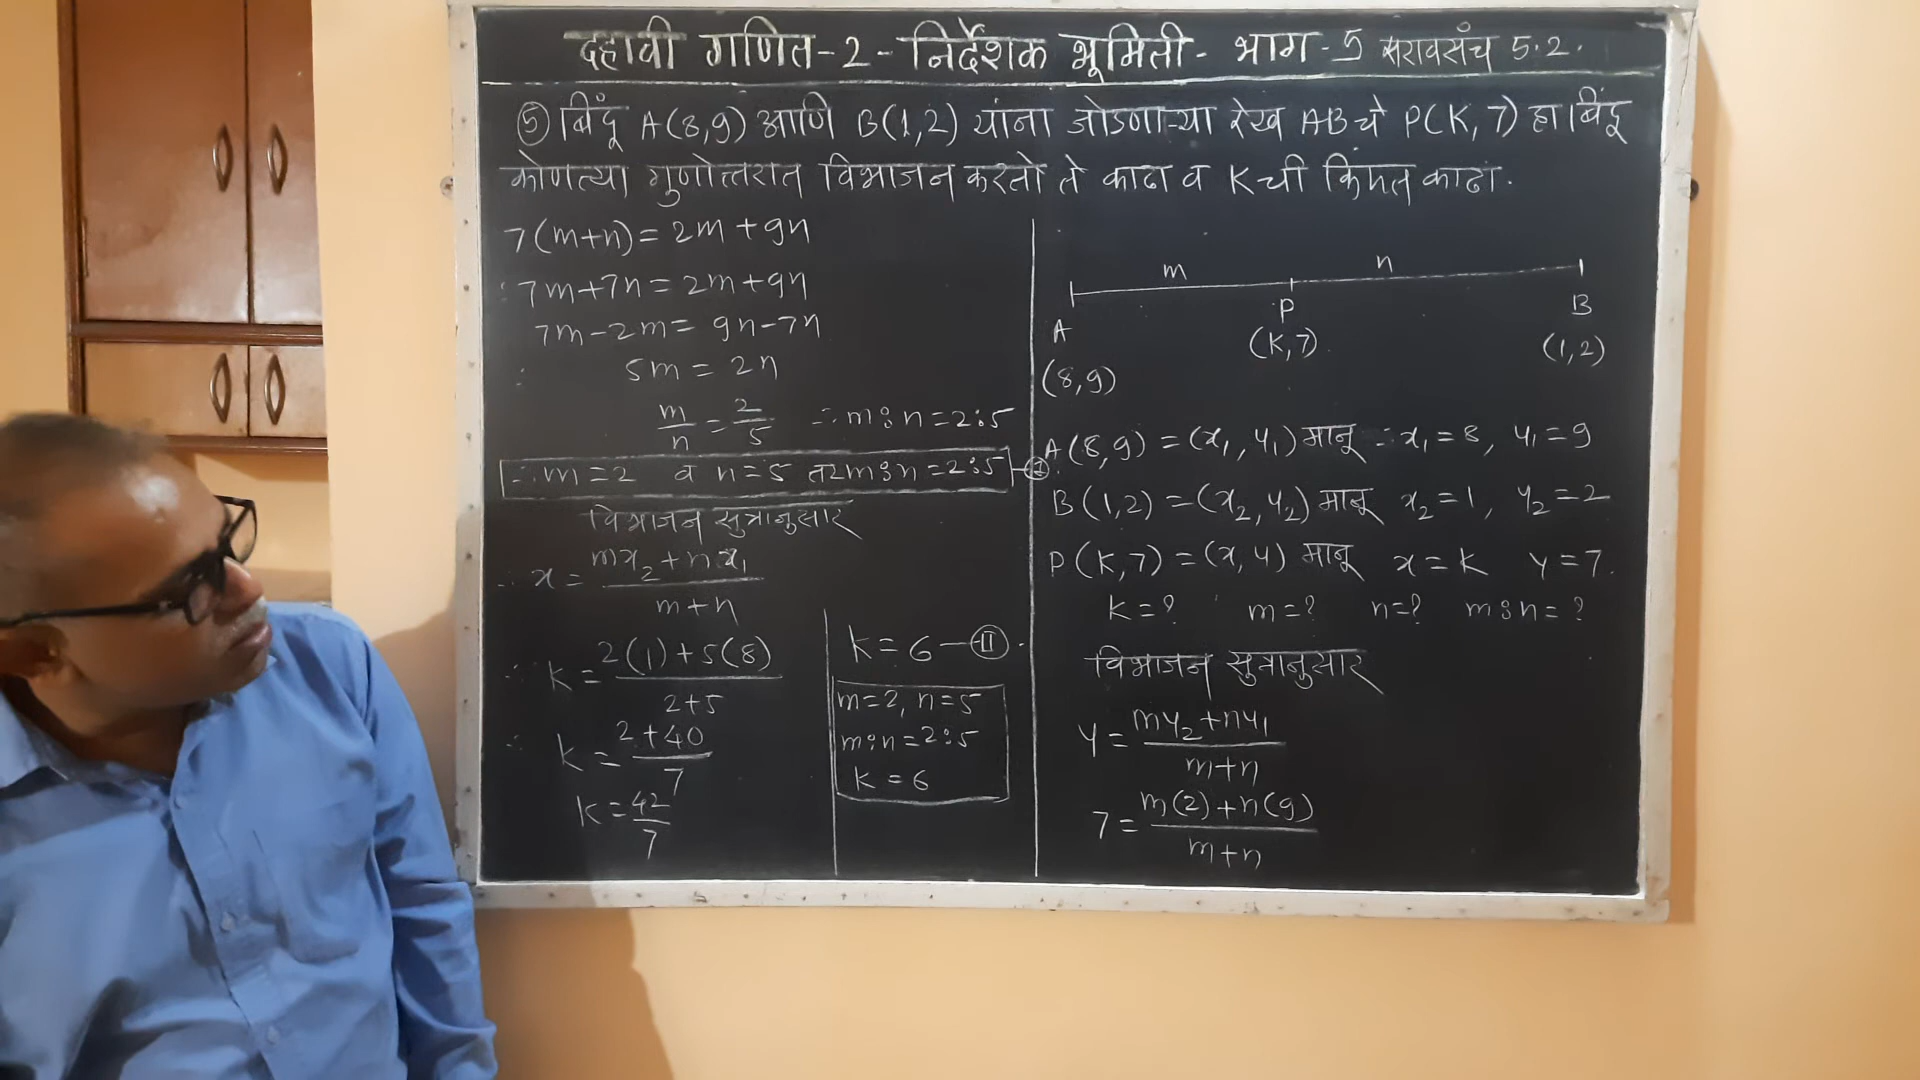 दहावी गणित-2-निर्देशक भूमिती- भाग-5 सरावसंच 5.2.
⑤ बिंदू A(8,9) आणि B(1,2) यांना जोडणाऱ्या रेख AB चे P(K,7) हा बिंदू
कोणत्या गुणोत्तरात विभाजन करतो ते काढा व K ची किंमत काढा.
A
m
P
n
B
(8,9)
(K,7)
(1,2)
A(8,9) = (x₁, y₁) मानू ∴ x₁=8, y₁=9
B(1,2) = (x₂, y₂) मानू x₂=1, y₂=2
P(K,7) = (x,y) मानू x=K y=7.
K=? m=? n=? m:n=?
विभाजन सुत्रानुसार
y = my₂+ny₁ / m+n
7 = m(2)+n(9) / m+n
7(m+n) = 2m+9n
∴ 7m+7n = 2m+9n
7m-2m = 9n-7n
∴ 5m = 2n
m/n = 2/5 ∴ m:n=2:5
∴ m=2 व n=5 तर m:n=2:5 —Ⅰ
विभाजन सुत्रानुसार
∴ x = mx₂+nx₁ / m+n
∴ K = 2(1)+5(8) / 2+5
∴ K = 2+40 / 7
K = 42/7
K=6 —Ⅱ
m=2, n=5
m:n=2:5
K=6